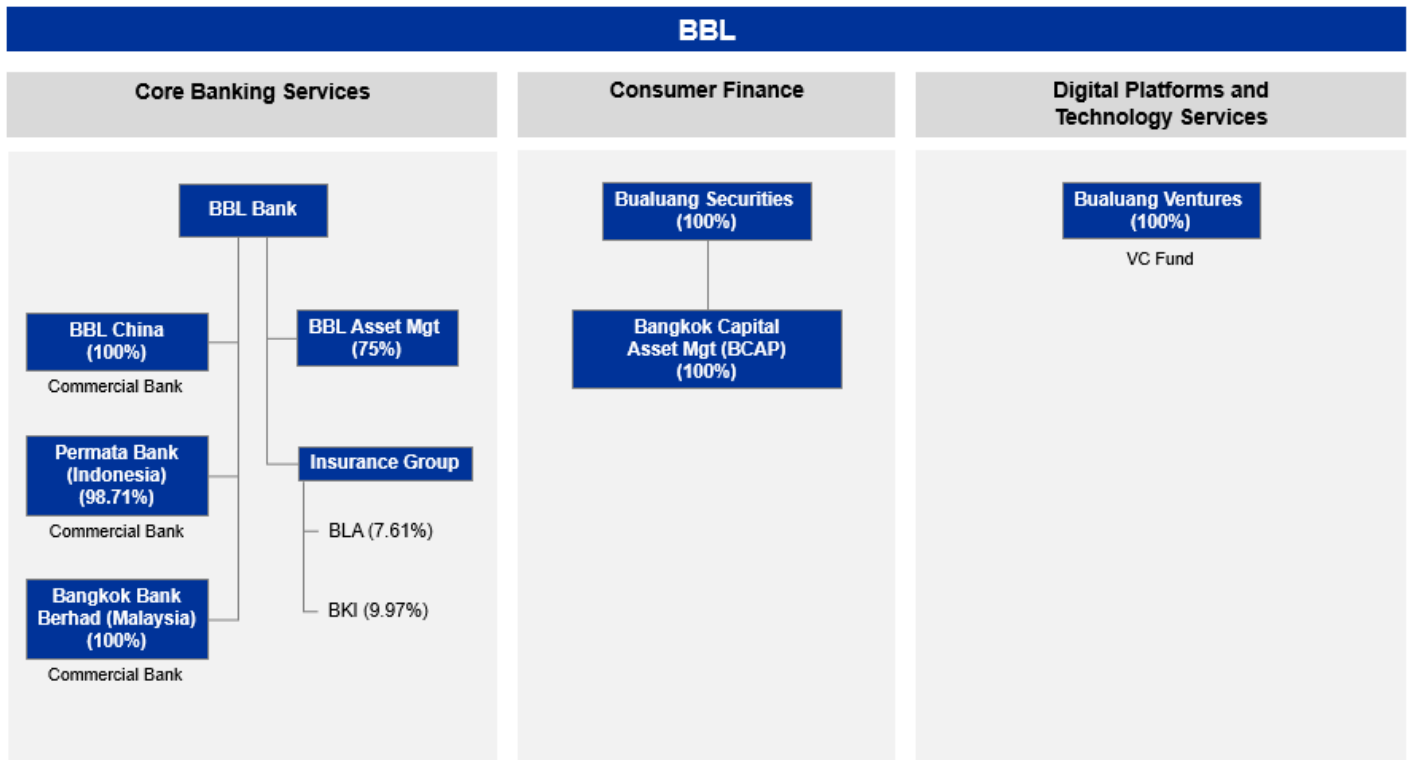 BBL
Core Banking Services
Consumer Finance
Digital Platforms and
Technology Services
BBL Bank
BBL China
(100%)
Commercial Bank
Permata Bank
(Indonesia)
(98.71%)
Commercial Bank
Bangkok Bank
Berhad (Malaysia)
(100%)
Commercial Bank
BBL Asset Mgt
(75%)
Insurance Group
BLA (7.61%)
BKI (9.97%)
Bualuang Securities
(100%)
Bangkok Capital
Asset Mgt (BCAP)
(100%)
Bualuang Ventures
(100%)
VC Fund